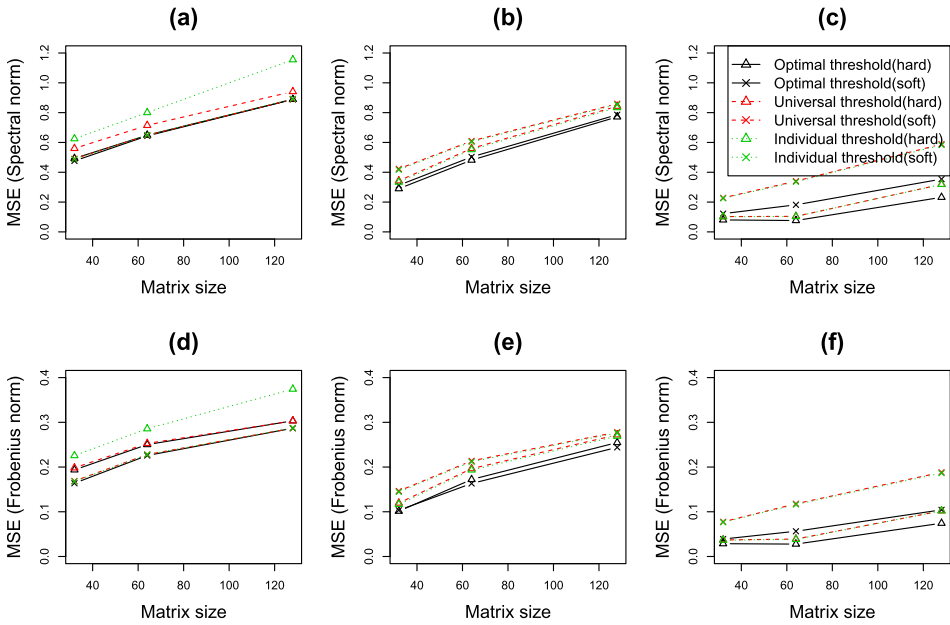 (a)
(b)
(c)
MSE (Spectral norm)
0.0 0.2 0.4 0.6 0.8 1.0 1.2
40 60 80 100 120
Matrix size
MSE (Spectral norm)
0.0 0.2 0.4 0.6 0.8 1.0 1.2
40 60 80 100 120
Matrix size
MSE (Spectral norm)
0.0 0.2 0.4 0.6 0.8 1.0 1.2
40 60 80 100 120
Matrix size
Optimal threshold(hard)
Optimal threshold(soft)
Universal threshold(hard)
Universal threshold(soft)
Individual threshold(hard)
Individual threshold(soft)
(d)
(e)
(f)
MSE (Frobenius norm)
0.0 0.1 0.2 0.3 0.4
40 60 80 100 120
Matrix size
MSE (Frobenius norm)
0.0 0.1 0.2 0.3 0.4
40 60 80 100 120
Matrix size
MSE (Frobenius norm)
0.0 0.1 0.2 0.3 0.4
40 60 80 100 120
Matrix size